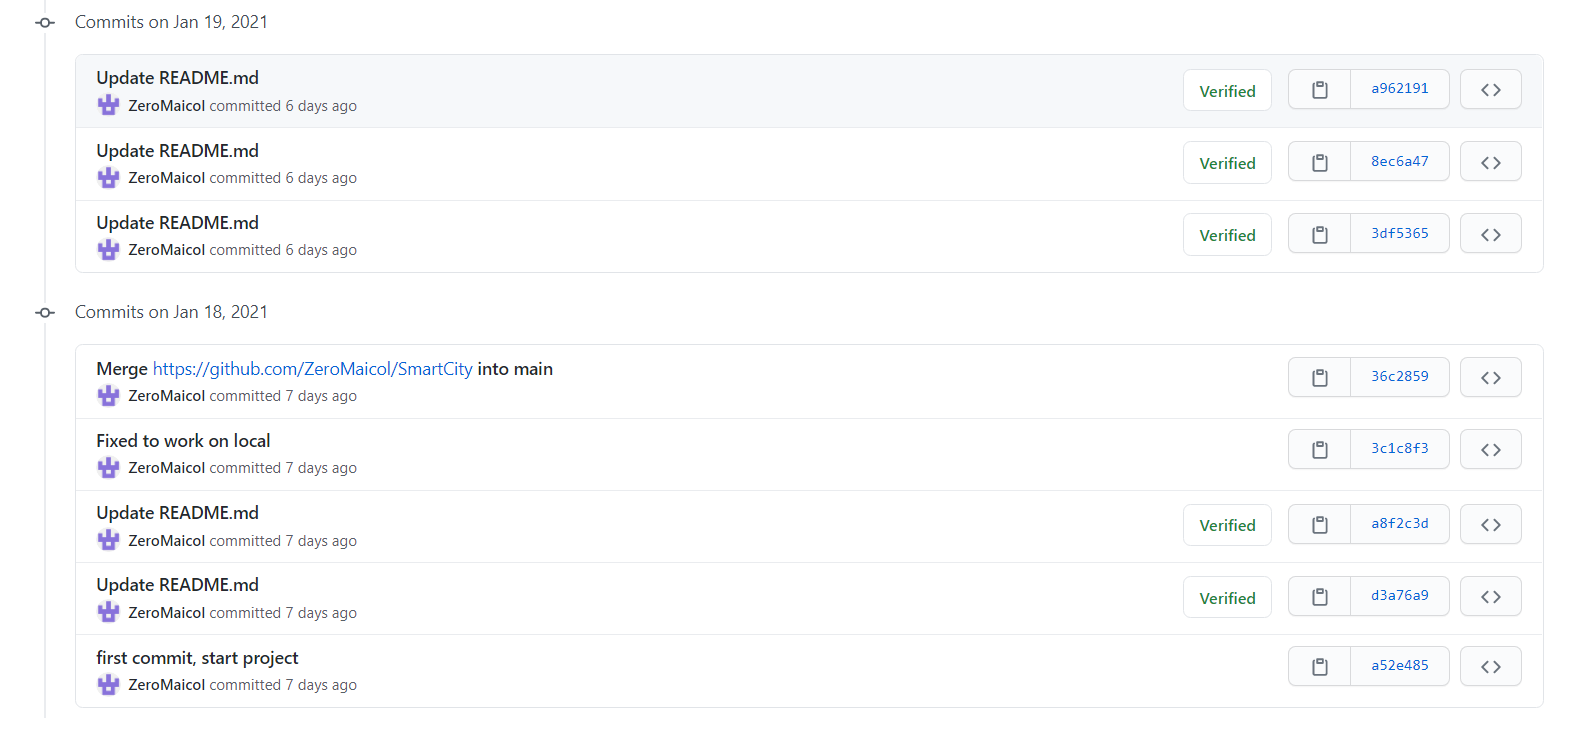 Commits on Jan 19, 2021
Update README.md
Verified
a962191
ZeroMaicol committed 6 days ago
Update README.md
Verified
8ec6a47
ZeroMaicol committed 6 days ago
Update README.md
Verified
3df5365
ZeroMaicol committed 6 days ago
Commits on Jan 18, 2021
Merge https://github.com/ZeroMaicol/SmartCity into main
36c2859
ZeroMaicol committed 7 days ago
Fixed to work on local
3c1c8f3
ZeroMaicol committed 7 days ago
Update README.md
Verified
a8f2c3d
ZeroMaicol committed 7 days ago
Update README.md
Verified
d3a76a9
ZeroMaicol committed 7 days ago
first commit, start project
a52e485
ZeroMaicol committed 7 days ago